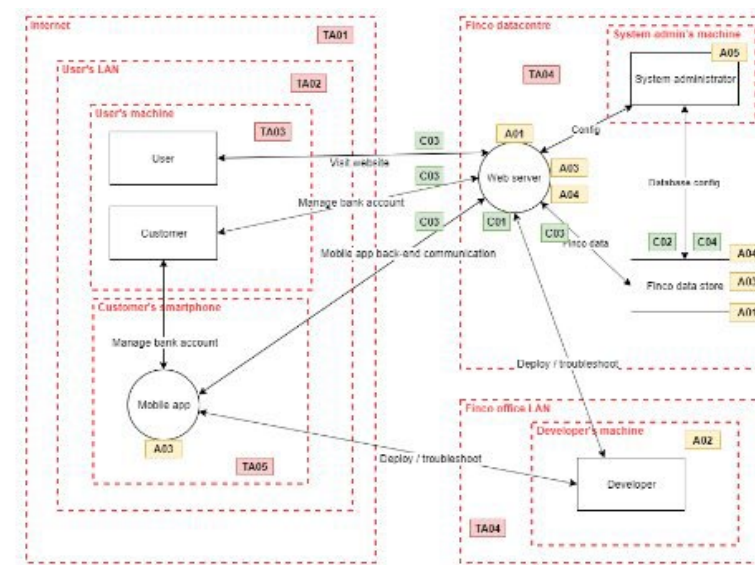 Internet
TA01
User's LAN
TA02
User's machine
TA03
User
Visit website
C03
Customer
Manage bank account
C03
Mobile app back-end communication
C03
Customer's smartphone
Manage bank account
Mobile app
A03
TA05
Deploy / troubleshoot
Finco datacentre
TA04
System admin's machine
A05
System administrator
Config
A01
Web server
A03
A04
C01
C03
Finco data
Database config
C02
C04
Finco data store
A04
A03
A01
Deploy / troubleshoot
Finco office LAN
Developer's machine
A02
Developer
TA04